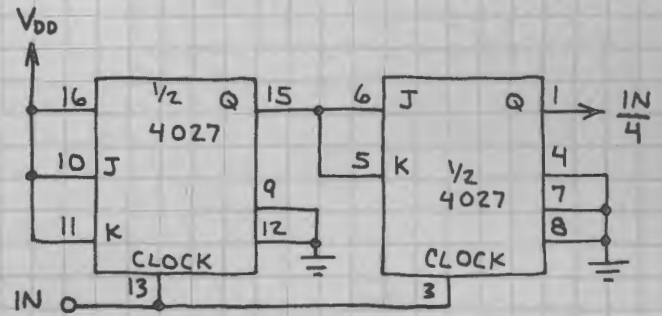 VDD
16 1/2 Q 15 6 J Q 1 IN/4
4027
10 J 5 K 4
1/2
9 4027 7
11 K 12 8
CLOCK CLOCK
IN 13 3